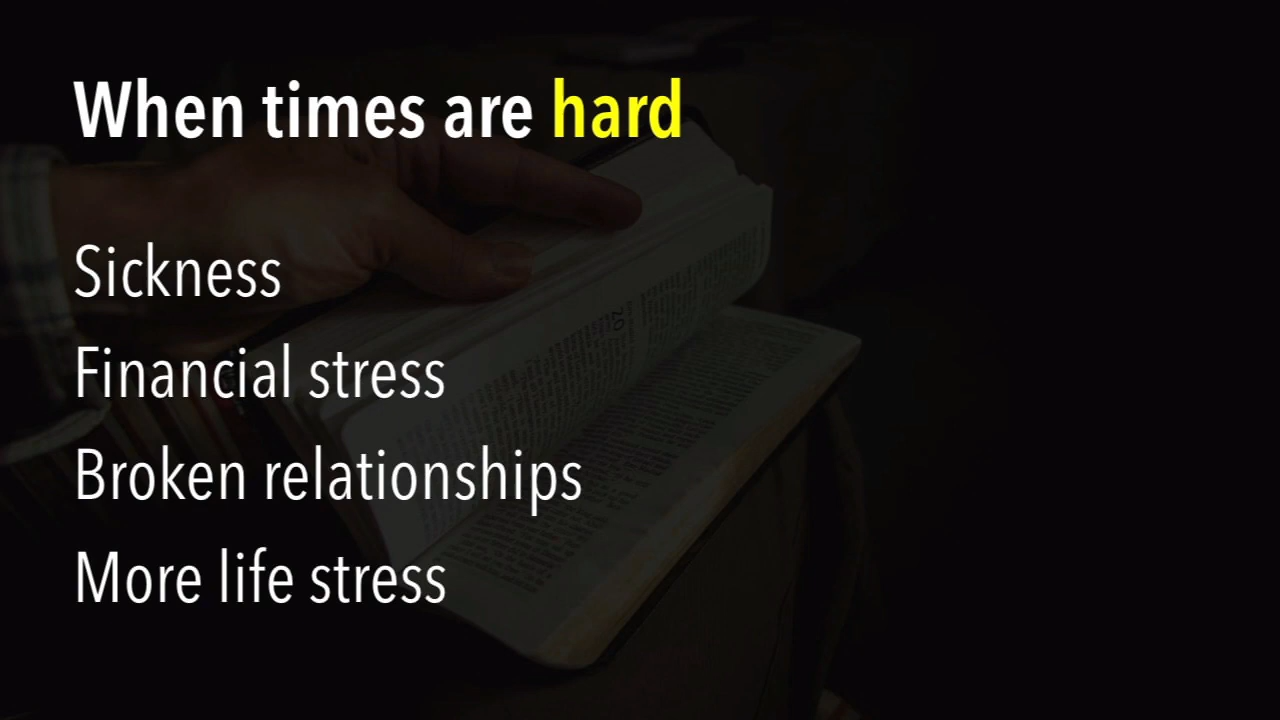 When times are hard
Sickness
Financial stress
Broken relationships
More life stress